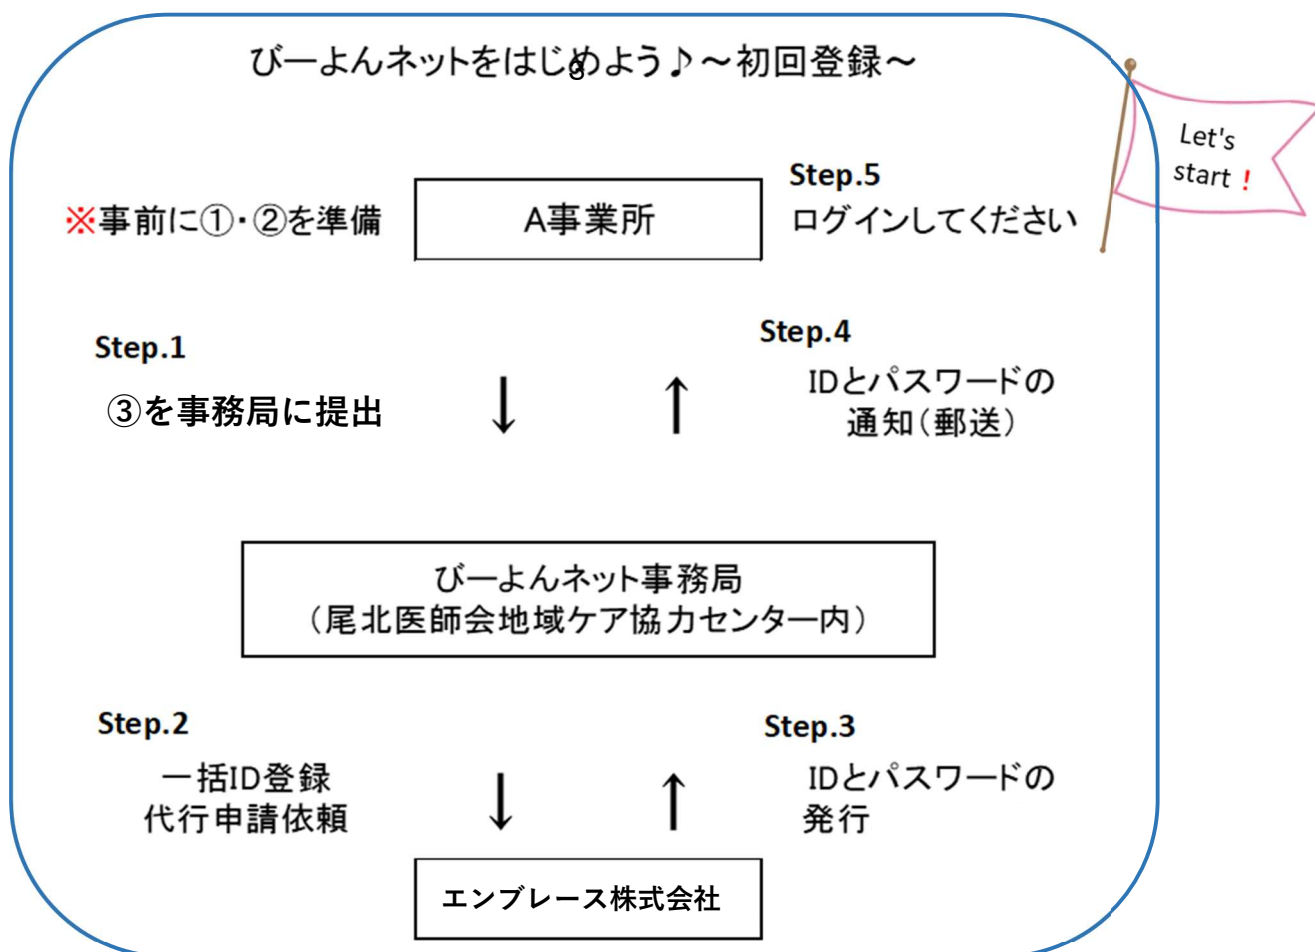 びーよんネットをはじめよう♪～初回登録～
3
Let's
start！
※事前に①・②を準備
A事業所
Step.5
ログインしてください
Step.1
③を事務局に提出
↓
↑
Step.4
IDとパスワードの
通知（郵送）
びーよんネット事務局
（尾北医師会地域ケア協力センター内）
Step.2
一括ID登録
代行申請依頼
↓
↑
Step.3
IDとパスワードの
発行
エンブレース株式会社